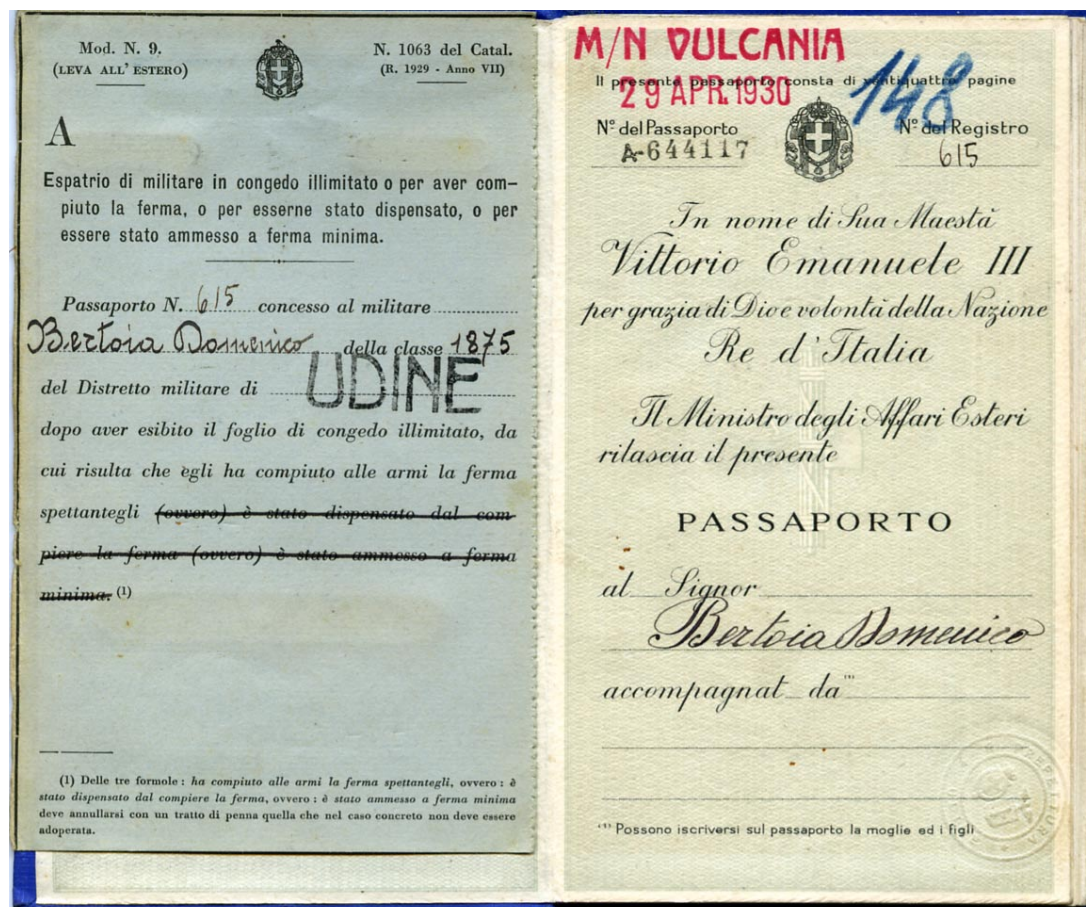 Mod. N. 9.
(LEVA ALL' ESTERO)
N. 1063 del Catal.
(R. 1929 - Anno VII)
A
Espatrio di militare in congedo illimitato o per aver com-
piuto la ferma, o per esserne stato dispensato, o per
essere stato ammesso a ferma minima.
Passaporto N. 615 concesso al militare
Bertoia Domenico della classe 1875
del Distretto militare di UDINE
dopo aver esibito il foglio di congedo illimitato, da
cui risulta che egli ha compiuto alle armi la ferma
spettantegli (ovvero) è stato dispensato dal com-
piere la ferma (ovvero) è stato ammesso a ferma
minima. (1)
(1) Delle tre formole : ha compiuto alle armi la ferma spettantegli, ovvero : è
stato dispensato dal compiere la ferma, ovvero : è stato ammesso a ferma minima
deve annullarsi con un tratto di penna quella che nel caso concreto non deve essere
adoperata.
M/N VULCANIA
Il presente passaporto consta di ventiquattro pagine
29 APR. 1930
148
N° del Passaporto
A-644117
N° del Registro
615
In nome di Sua Maestà
Vittorio Emanuele III
per grazia di Dio e volontà della Nazione
Re d'Italia
Il Ministro degli Affari Esteri
rilascia il presente
PASSAPORTO
al Signor
Bertoia Domenico
accompagnat da (1)
(1) Possono iscriversi sul passaporto la moglie ed i figli